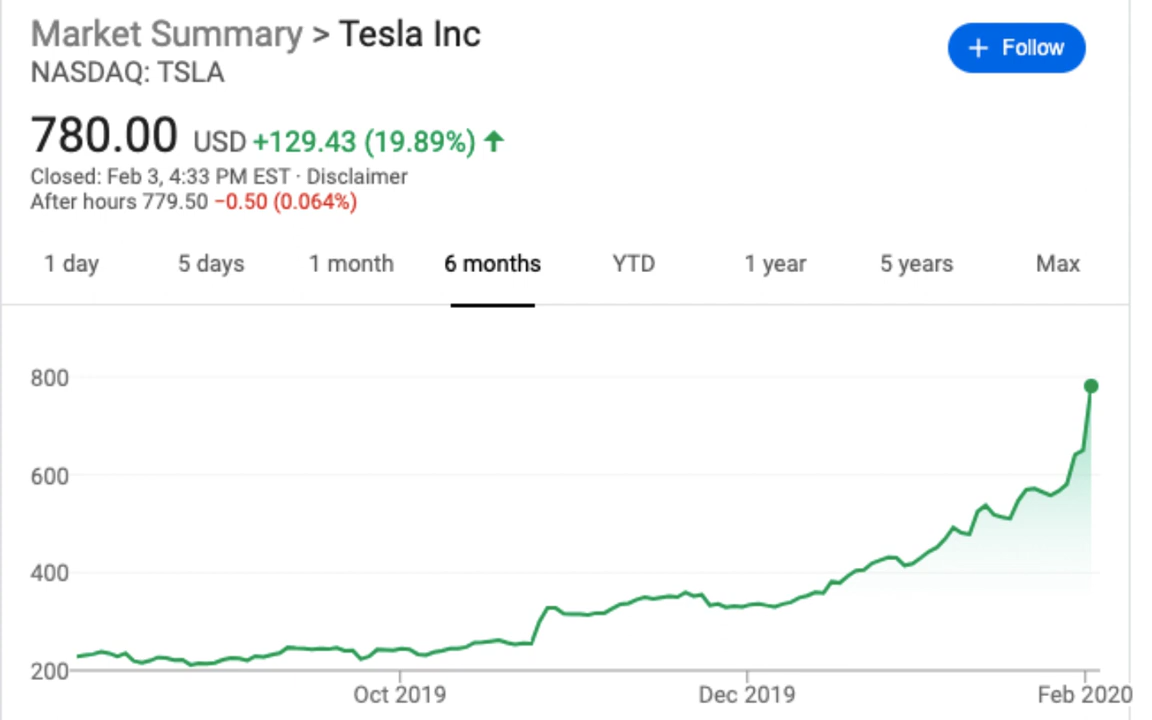 Market Summary > Tesla Inc
+ Follow
NASDAQ: TSLA
780.00 USD +129.43 (19.89%) ↑
Closed: Feb 3, 4:33 PM EST · Disclaimer
After hours 779.50 −0.50 (0.064%)
1 day 5 days 1 month 6 months YTD 1 year 5 years Max
800
600
400
200
Oct 2019 Dec 2019 Feb 2020